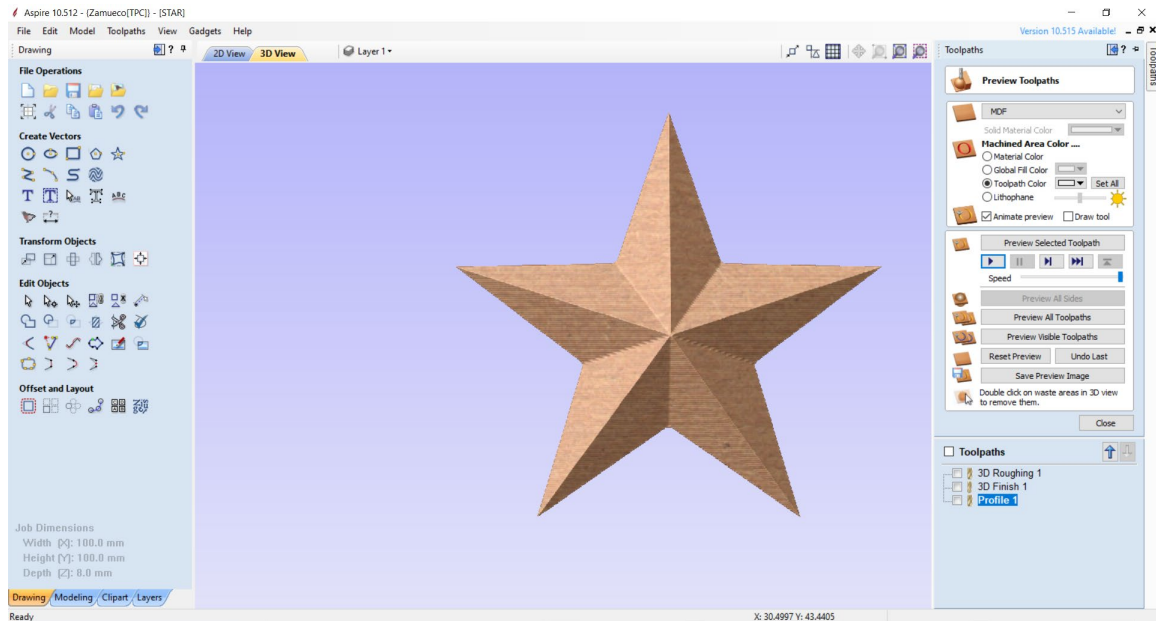 Aspire 10.512 - {Zamueco[TPC]} - [STAR]
File Edit Model Toolpaths View Gadgets Help
Version 10.515 Available!
Drawing
2D View 3D View
Layer 1
File Operations
Create Vectors
Transform Objects
Edit Objects
Offset and Layout
Job Dimensions
Width [X]: 100.0 mm
Height [Y]: 100.0 mm
Depth [Z]: 8.0 mm
Drawing Modeling Clipart Layers
Ready
X: 30.4997 Y: 43.4405
Toolpaths
Toolpaths
Preview Toolpaths
MDF
Solid Material Color
Machined Area Color ....
Material Color
Global Fill Color
Toolpath Color Set All
Lithophane
Animate preview Draw tool
Preview Selected Toolpath
Speed
Preview All Sides
Preview All Toolpaths
Preview Visible Toolpaths
Reset Preview Undo Last
Save Preview Image
Double click on waste areas in 3D view
to remove them.
Close
Toolpaths
3D Roughing 1
3D Finish 1
Profile 1